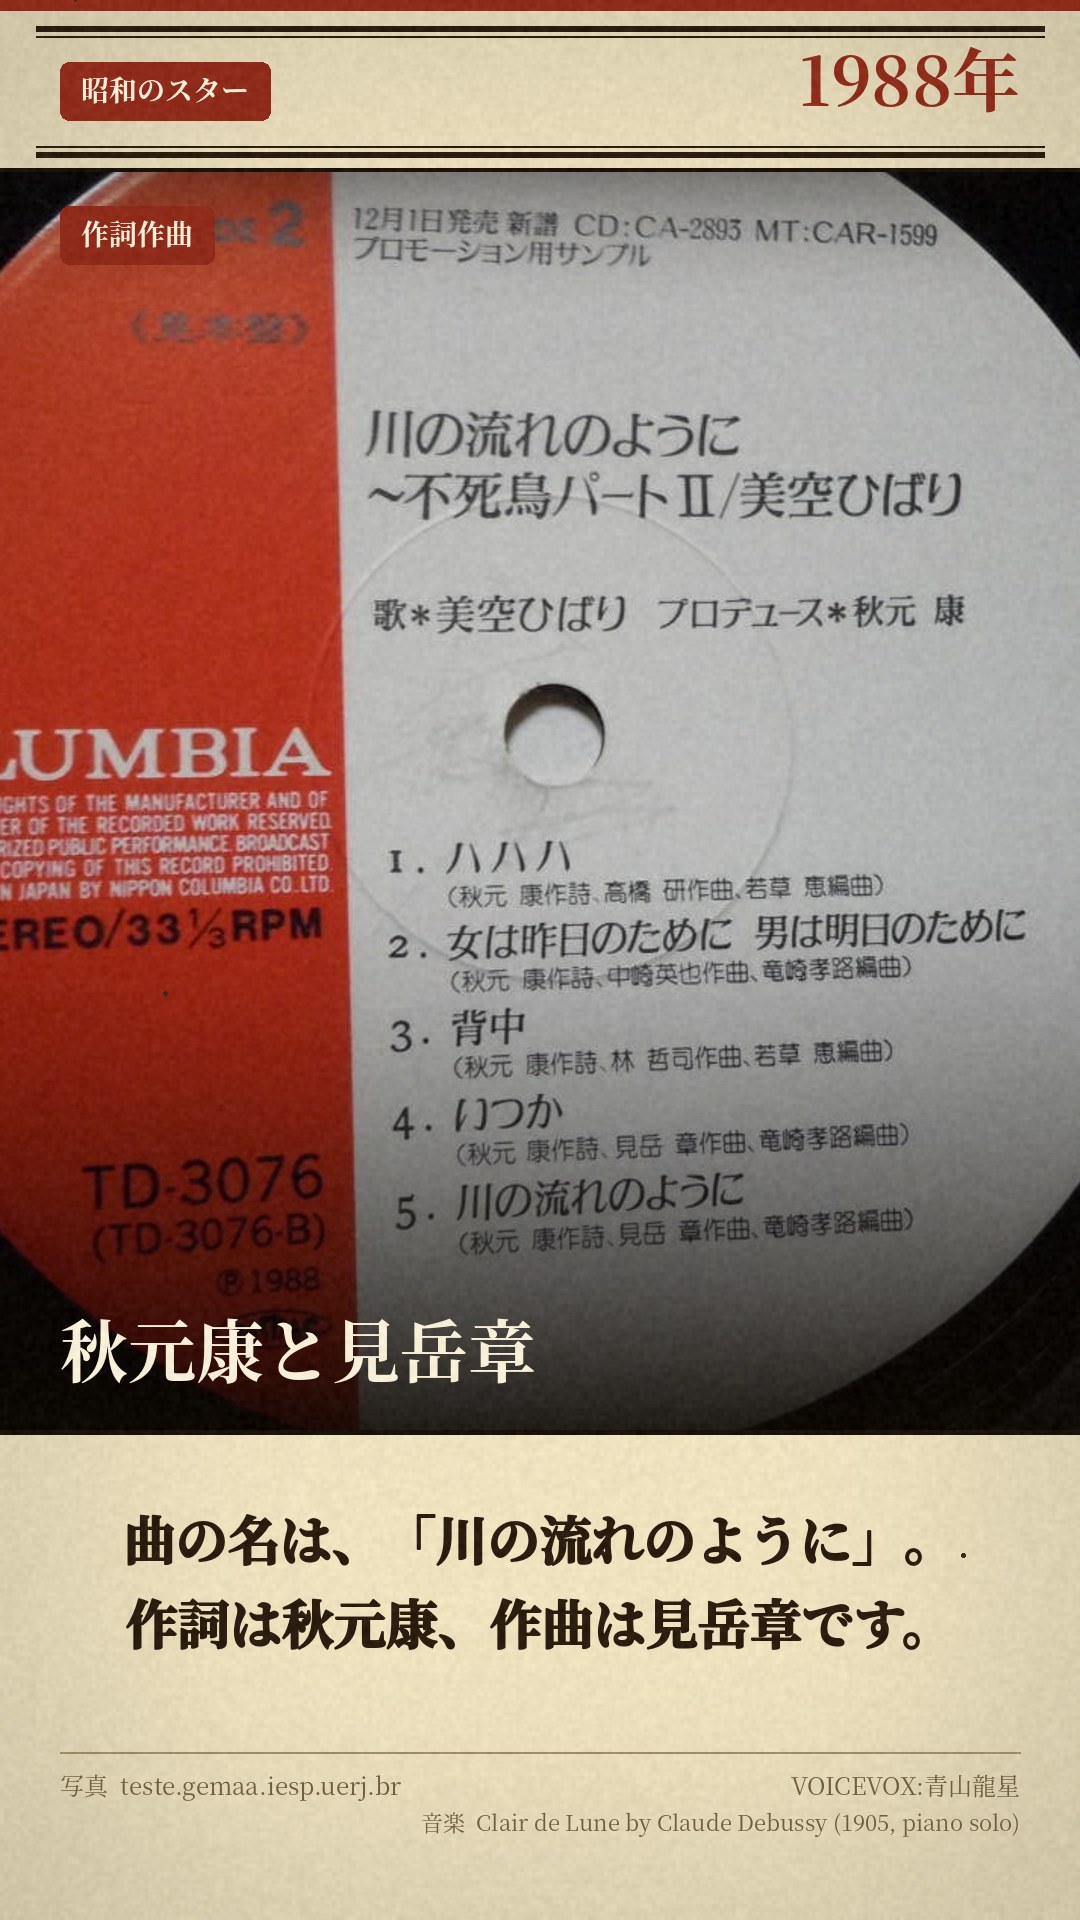 昭和のスター
1988年
作詞作曲
DE 2
12月1日発売 新譜 CD:CA-2893 MT:CAR-1599
プロモーション用サンプル
〈見本盤〉
川の流れのように
~不死鳥パートⅡ/美空ひばり
歌*美空ひばり プロデュース*秋元 康
LUMBIA
IGHTS OF THE MANUFACTURER AND OF
ER OF THE RECORDED WORK RESERVED
RIZED PUBLIC PERFORMANCE BROADCAST
COPYING OF THIS RECORD PROHIBITED
N JAPAN BY NIPPON COLUMBIA CO. LTD.
EREO/33⅓RPM
1. ハハハ
(秋元 康作詩、高橋 研作曲、若草 恵編曲)
2. 女は昨日のために 男は明日のために
(秋元 康作詩、中崎英也作曲、竜崎孝路編曲)
3. 背中
(秋元 康作詩、林 哲司作曲、若草 恵編曲)
4. いつか
(秋元 康作詩、見岳 章作曲、竜崎孝路編曲)
5. 川の流れのように
(秋元 康作詩、見岳 章作曲、竜崎孝路編曲)
TD-3076
(TD-3076-B)
Ⓟ1988
秋元康と見岳章
曲の名は、「川の流れのように」。
作詞は秋元康、作曲は見岳章です。
写真 teste.gemaa.iesp.uerj.br
VOICEVOX:青山龍星
音楽 Clair de Lune by Claude Debussy (1905, piano solo)